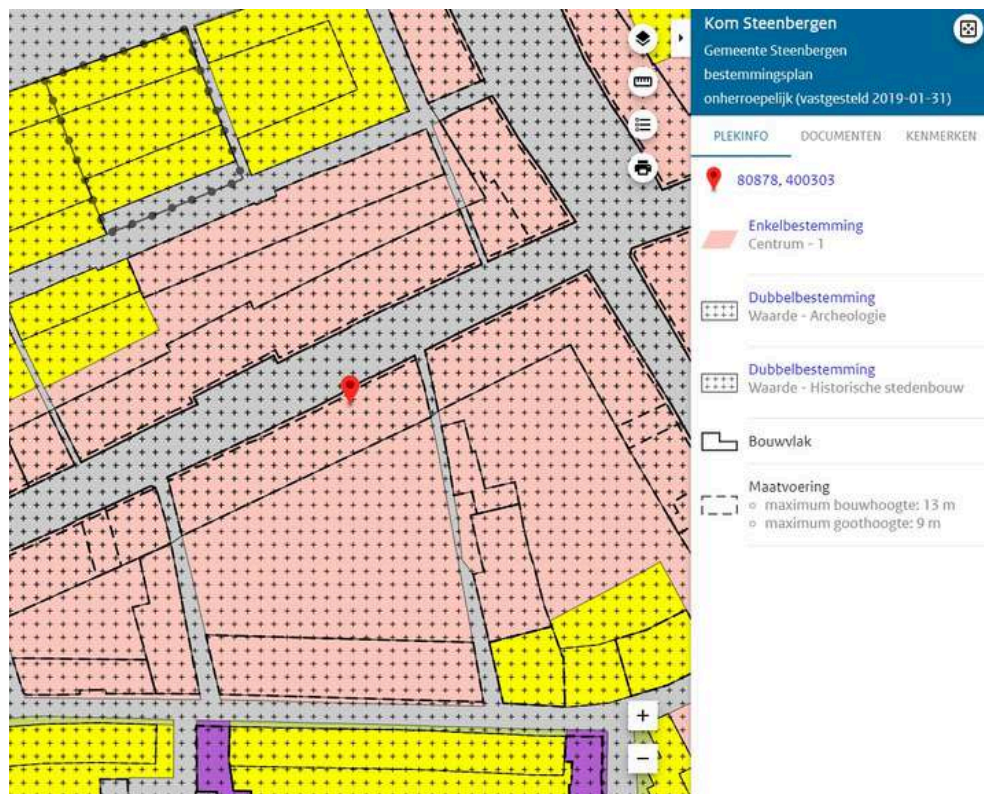 Kom Steenbergen
Gemeente Steenbergen
bestemmingsplan
onherroepelijk (vastgesteld 2019-01-31)
PLEKINFO DOCUMENTEN KENMERKEN
80878, 400303
Enkelbestemming
Centrum - 1
Dubbelbestemming
Waarde - Archeologie
Dubbelbestemming
Waarde - Historische stedenbouw
Bouwvlak
Maatvoering
maximum bouwhoogte: 13 m
maximum goothoogte: 9 m